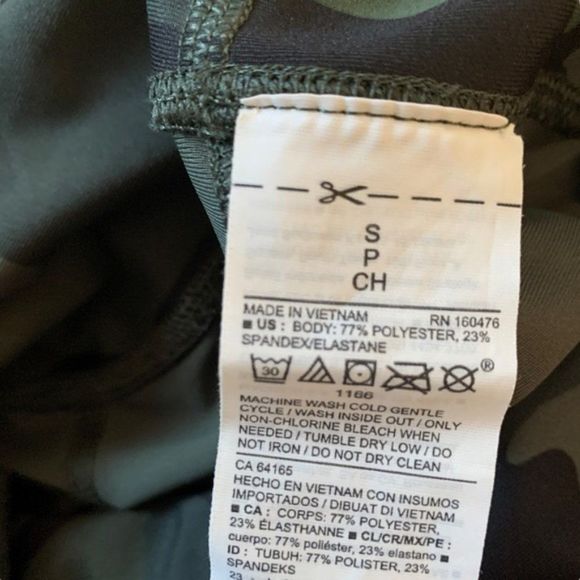 S
P
CH
MADE IN VIETNAM RN 160476
■ US : BODY: 77% POLYESTER, 23%
SPANDEX/ELASTANE
30 ®
1166
MACHINE WASH COLD GENTLE
CYCLE / WASH INSIDE OUT / ONLY
NON-CHLORINE BLEACH WHEN
NEEDED / TUMBLE DRY LOW / DO
NOT IRON / DO NOT DRY CLEAN
CA 64165
HECHO EN VIETNAM CON INSUMOS
IMPORTADOS / DIBUAT DI VIETNAM
■ CA : CORPS: 77% POLYESTER,
23% ÉLASTHANNE ■ CL/CR/MX/PE :
cuerpo: 77% poliéster, 23% elastano ■
ID : TUBUH: 77% POLIESTER, 23%
SPANDEKS